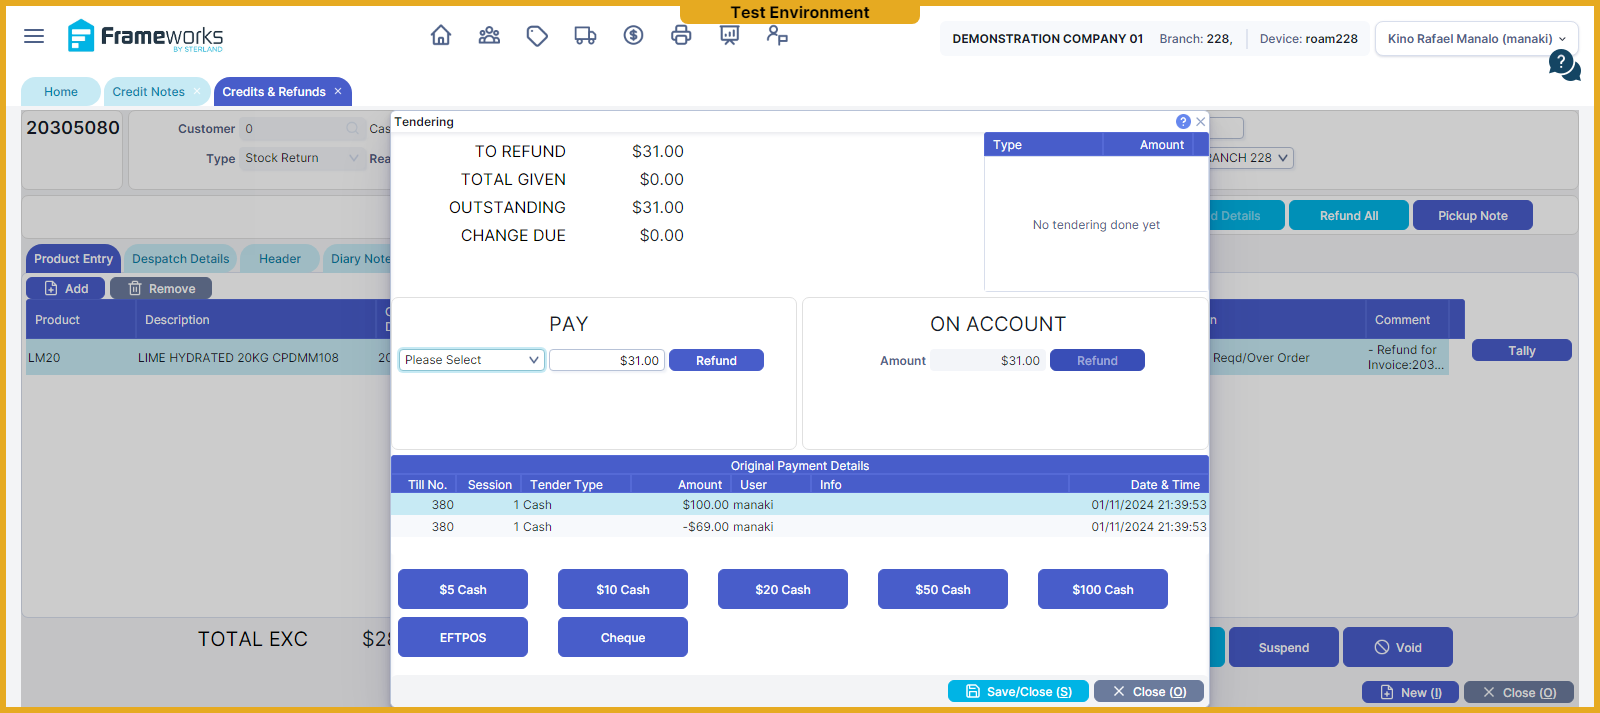 Test Environment
Frameworks
BY STERLAND
DEMONSTRATION COMPANY 01 Branch: 228, Device: roam228 Kino Rafael Manalo (manaki)
?
Home Credit Notes × Credits & Refunds ×
20305080
Customer 0 Cas
Type Stock Return Rea
ANCH 228
d Details Refund All Pickup Note
Product Entry Despatch Details Header Diary Note
Add Remove
Product Description
Comment
LM20 LIME HYDRATED 20KG CPDMM108 20
Reqd/Over Order - Refund for
Invoice:203...
Tally
TOTAL EXC $28
Suspend Void
New (I) Close (O)
Tendering ?
TO REFUND $31.00
TOTAL GIVEN $0.00
OUTSTANDING $31.00
CHANGE DUE $0.00
Type Amount
No tendering done yet
PAY
Please Select $31.00 Refund
ON ACCOUNT
Amount $31.00 Refund
Original Payment Details
Till No. Session Tender Type Amount User Info Date & Time
380 1 Cash $100.00 manaki 01/11/2024 21:39:53
380 1 Cash -$69.00 manaki 01/11/2024 21:39:53
$5 Cash $10 Cash $20 Cash $50 Cash $100 Cash
EFTPOS Cheque
Save/Close (S) Close (O)